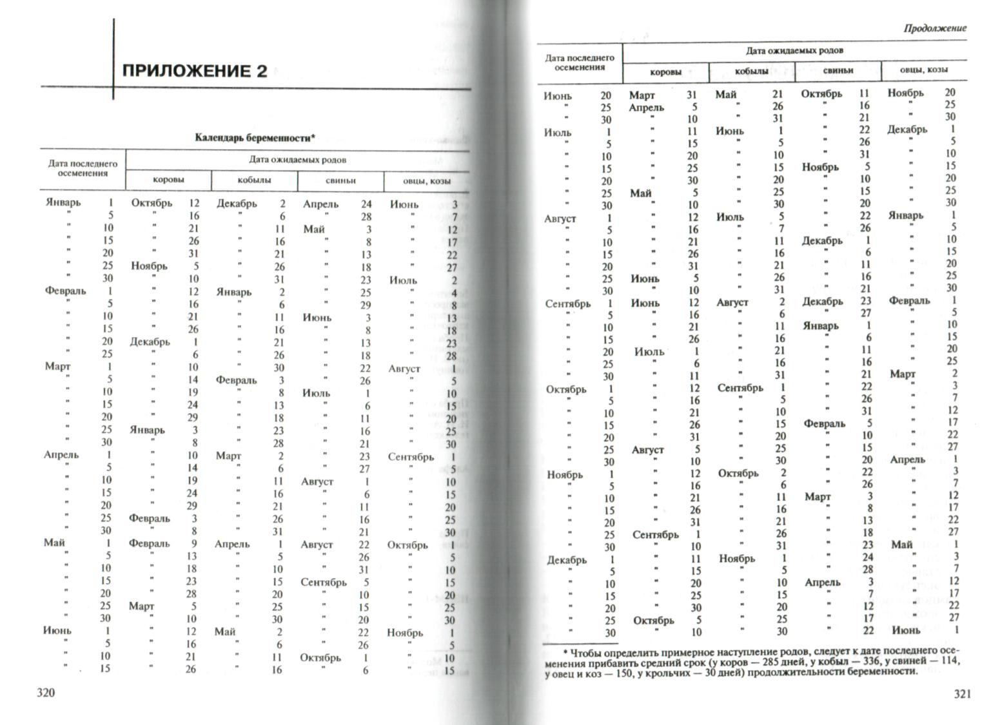 ПРИЛОЖЕНИЕ 2
Календарь беременности*
Дата последнего осеменения Дата ожидаемых родов
коровы кобылы свиньи овцы, козы
Январь 1 Октябрь 12 Декабрь 2 Апрель 24 Июнь 3
" 5 " 16 " 6 " 28 " 7
" 10 " 21 " 11 Май 3 " 12
" 15 " 26 " 16 " 8 " 17
" 20 " 31 " 21 " 13 " 22
" 25 Ноябрь 5 " 26 " 18 " 27
" 30 " 10 " 31 " 23 Июль 2
Февраль 1 " 12 Январь 2 " 25 " 4
" 5 " 16 " 6 " 29 " 8
" 10 " 21 " 11 Июнь 3 " 13
" 15 " 26 " 16 " 8 " 18
" 20 Декабрь 1 " 21 " 13 " 23
" 25 " 6 " 26 " 18 " 28
Март 1 " 10 " 30 " 22 Август 1
" 5 " 14 Февраль 3 " 26 " 5
" 10 " 19 " 8 Июль 1 " 10
" 15 " 24 " 13 " 6 " 15
" 20 " 29 " 18 " 11 " 20
" 25 Январь 3 " 23 " 16 " 25
" 30 " 8 " 28 " 21 " 30
Апрель 1 " 10 Март 2 " 23 Сентябрь 1
" 5 " 14 " 6 " 27 " 5
" 10 " 19 " 11 Август 1 " 10
" 15 " 24 " 16 " 6 " 15
" 20 " 29 " 21 " 11 " 20
" 25 Февраль 3 " 26 " 16 " 25
" 30 " 8 " 31 " 21 " 30
Май 1 Февраль 9 Апрель 1 Август 22 Октябрь 1
" 5 " 13 " 5 " 26 " 5
" 10 " 18 " 10 " 31 " 10
" 15 " 23 " 15 Сентябрь 5 " 15
" 20 " 28 " 20 " 10 " 20
" 25 Март 5 " 25 " 15 " 25
" 30 " 10 " 30 " 20 " 30
Июнь 1 " 12 Май 2 " 22 Ноябрь 1
" 5 " 16 " 6 " 26 " 5
" 10 " 21 " 11 Октябрь 1 " 10
" 15 " 26 " 16 " 6 " 15
320
Продолжение
Дата последнего осеменения Дата ожидаемых родов
коровы кобылы свиньи овцы, козы
Июнь 20 Март 31 Май 21 Октябрь 11 Ноябрь 20
" 25 Апрель 5 " 26 " 16 " 25
" 30 " 10 " 31 " 21 " 30
Июль 1 " 11 Июнь 1 " 22 Декабрь 1
" 5 " 15 " 5 " 26 " 5
" 10 " 20 " 10 " 31 " 10
" 15 " 25 " 15 Ноябрь 5 " 15
" 20 " 30 " 20 " 10 " 20
" 25 Май 5 " 25 " 15 " 25
" 30 " 10 " 30 " 20 " 30
Август 1 " 12 Июль 5 " 22 Январь 1
" 5 " 16 " 7 " 26 " 5
" 10 " 21 " 11 Декабрь 1 " 10
" 15 " 26 " 16 " 6 " 15
" 20 " 31 " 21 " 11 " 20
" 25 Июнь 5 " 26 " 16 " 25
" 30 " 10 " 31 " 21 " 30
Сентябрь 1 Июнь 12 Август 2 Декабрь 23 Февраль 1
" 5 " 16 " 6 " 27 " 5
" 10 " 21 " 11 Январь 1 " 10
" 15 " 26 " 16 " 6 " 15
" 20 Июль 1 " 21 " 11 " 20
" 25 " 6 " 16 " 16 " 25
" 30 " 11 " 31 " 21 Март 2
Октябрь 1 " 12 Сентябрь 1 " 22 " 3
" 5 " 16 " 5 " 26 " 7
" 10 " 21 " 10 " 31 " 12
" 15 " 26 " 15 Февраль 5 " 17
" 20 " 31 " 20 " 10 " 22
" 25 Август 5 " 25 " 15 " 27
" 30 " 10 " 30 " 20 Апрель 1
Ноябрь 1 " 12 Октябрь 2 " 22 " 3
" 5 " 16 " 6 " 26 " 7
" 10 " 21 " 11 Март 3 " 12
" 15 " 26 " 16 " 8 " 17
" 20 " 31 " 21 " 13 " 22
" 25 Сентябрь 1 " 26 " 18 " 27
" 30 " 10 " 31 " 23 Май 1
Декабрь 1 " 11 Ноябрь 1 " 24 " 3
" 5 " 15 " 5 " 28 " 7
" 10 " 20 " 10 Апрель 3 " 12
" 15 " 25 " 15 " 7 " 17
" 20 " 30 " 20 " 12 " 22
" 25 Октябрь 5 " 25 " 17 " 27
" 30 " 10 " 30 " 22 Июнь 1
* Чтобы определить примерное наступление родов, следует к дате последнего осе-
менения прибавить средний срок (у коров — 285 дней, у кобыл — 336, у свиней — 114,
у овец и коз — 150, у крольчих — 30 дней) продолжительности беременности.
321